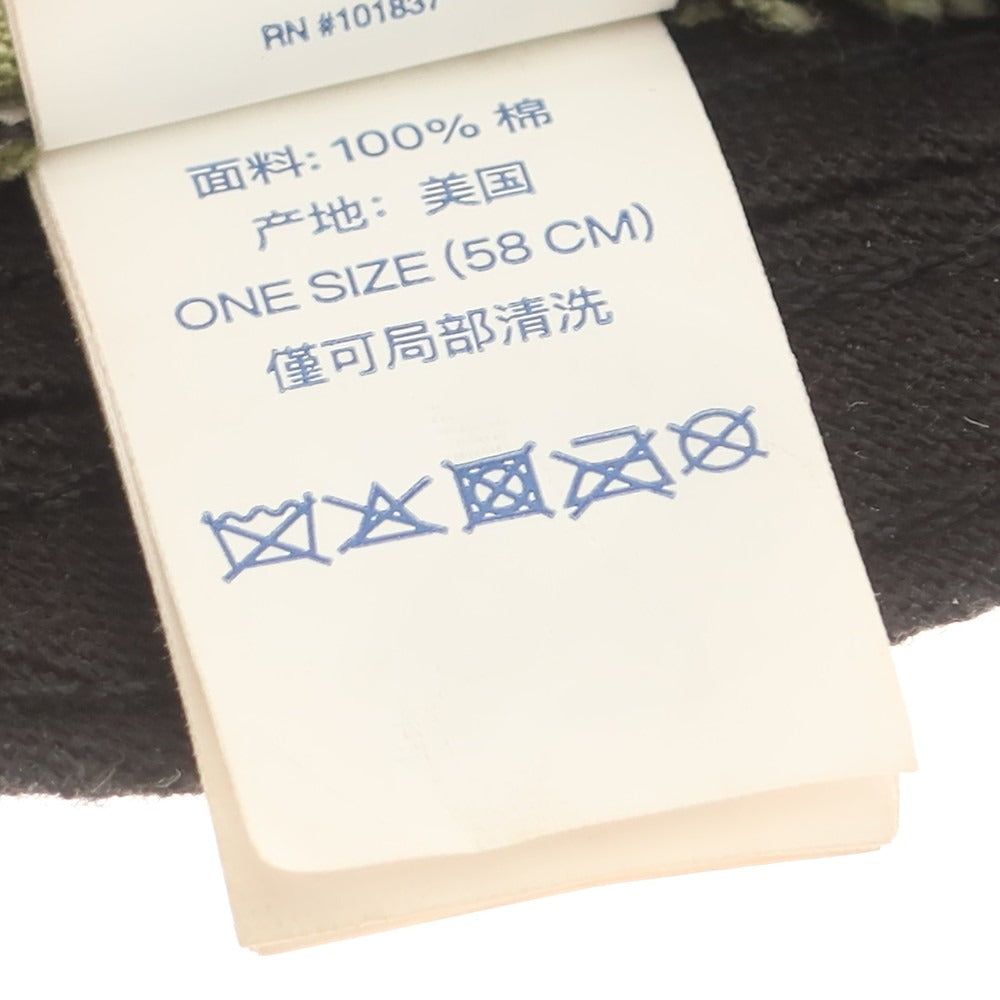 RN #101837
面料: 100% 棉
产地: 美国
ONE SIZE (58 CM)
僅可局部清洗